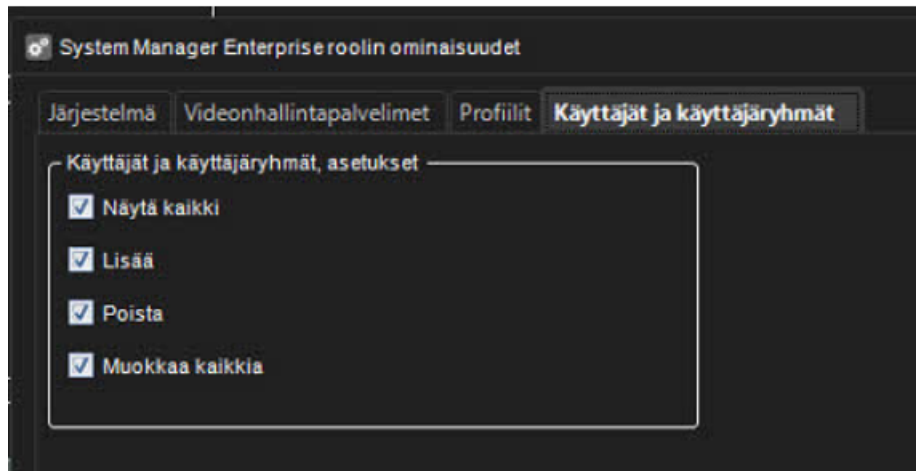 System Manager Enterprise roolin ominaisuudet
Järjestelmä Videonhallintapalvelimet Profiilit Käyttäjät ja käyttäjäryhmät
Käyttäjät ja käyttäjäryhmät, asetukset
Näytä kaikki
Lisää
Poista
Muokkaa kaikkia